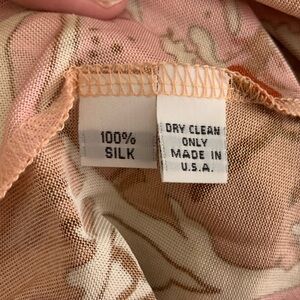 100%
SILK
DRY CLEAN
ONLY
MADE IN
U.S.A.